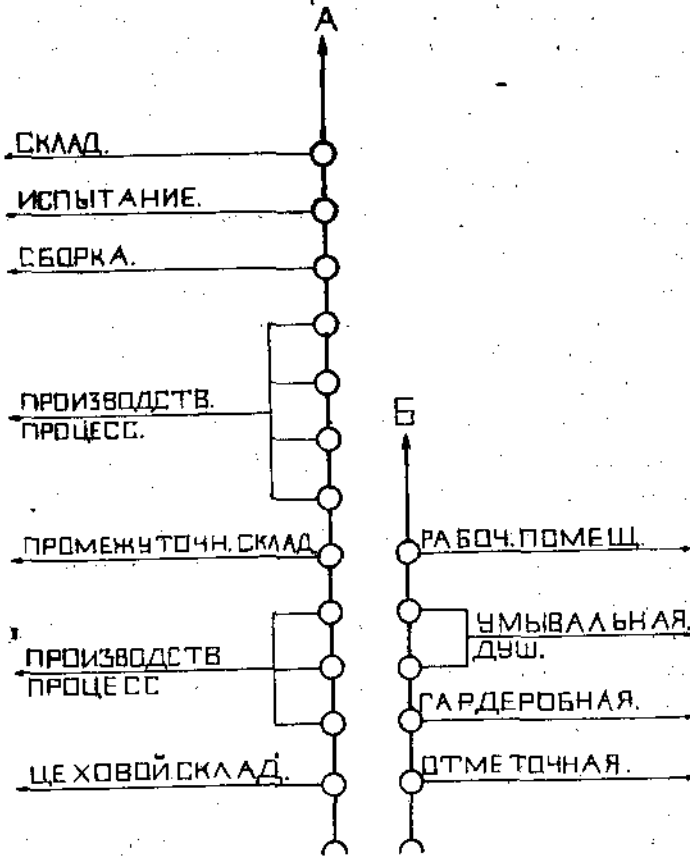 А
СКЛАД.
ИСПЫТАНИЕ.
СБОРКА.
ПРОИЗВОДСТВ.
ПРОЦЕСС.
ПРОМЕЖУТОЧН. СКЛАД
ПРОИЗВОДСТВ
ПРОЦЕСС
ЦЕХОВОЙ СКЛАД.
Б
РАБОЧ. ПОМЕЩ.
УМЫВАЛЬНАЯ.
ДУШ.
ГАРДЕРОБНАЯ.
ОТМЕТОЧНАЯ.